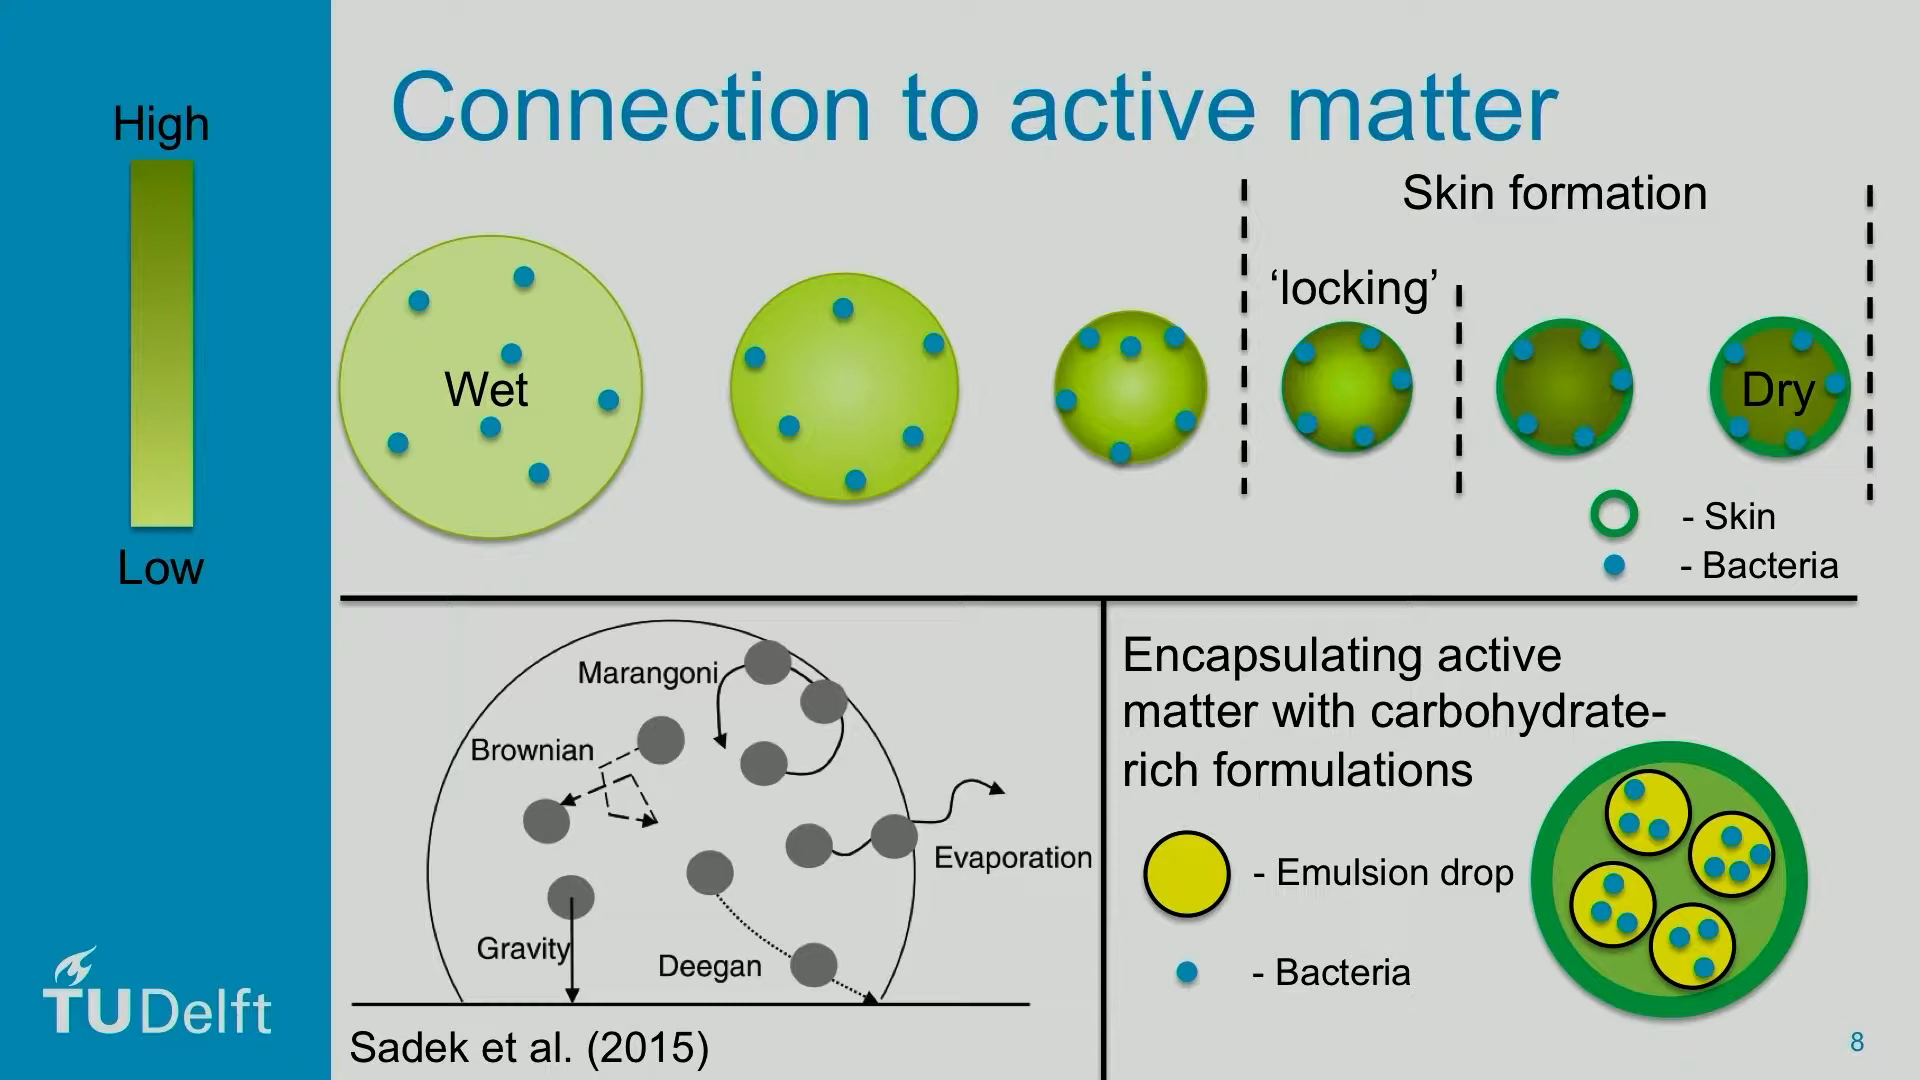 High
Low
Connection to active matter
Skin formation
‘locking’
Wet
Dry
- Skin
- Bacteria
Marangoni
Brownian
Evaporation
Gravity
Deegan
Sadek et al. (2015)
Encapsulating active
matter with carbohydrate-
rich formulations
- Emulsion drop
- Bacteria
TUDelft
8